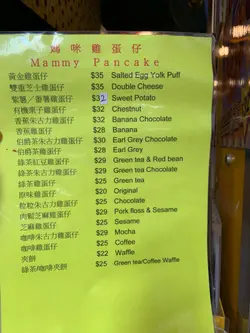 媽咪雞蛋仔
Mammy Pancake
黃金雞蛋仔 $35 Salled Egg Yolk Puff
雙重芝士雞蛋仔 $35 Double Cheese
紫薯／番薯雞蛋仔 $32 Sweet Potato
有機栗子雞蛋仔 $32 Chestnut
香蕉朱古力雞蛋仔 $32 Banana Chocolate
香蕉雞蛋仔 $28 Banana
伯爵茶朱古力雞蛋仔 $30 Earl Grey Chocolate
伯爵茶雞蛋仔 $28 Earl Grey
綠茶紅豆雞蛋仔 $29 Green tea & Red bean
綠茶朱古力雞蛋仔 $29 Green tea Chocolate
綠茶雞蛋仔 $25 Green tea
原味雞蛋仔 $20 Original
粒粒朱古力雞蛋仔 $25 Chocolate
肉鬆芝麻雞蛋仔 $29 Pork floss & Sesame
芝麻雞蛋仔 $25 Sesame
咖啡朱古力雞蛋仔 $29 Mocha
咖啡雞蛋仔 $25 Coffee
夾餅 $22 Waffle
綠茶/咖啡夾餅 $25 Green tea/Coffee Waffle